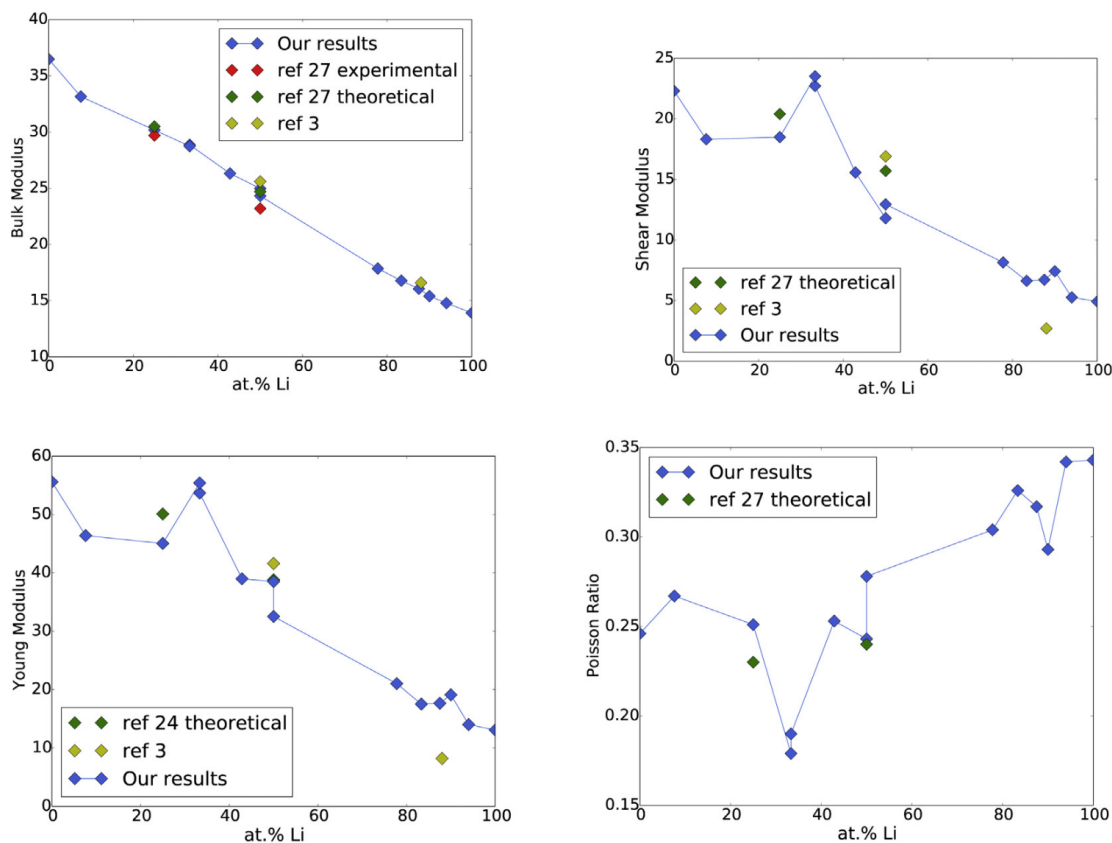 40
35
30
25
20
15
10
Bulk Modulus
Our results
ref 27 experimental
ref 27 theoretical
ref 3
0 20 40 60 80 100
at.% Li
25
20
15
10
5
0
Shear Modulus
ref 27 theoretical
ref 3
Our results
0 20 40 60 80 100
at.% Li
60
50
40
30
20
10
0
Young Modulus
ref 24 theoretical
ref 3
Our results
0 20 40 60 80 100
at.% Li
0.35
0.30
0.25
0.20
0.15
Poisson Ratio
Our results
ref 27 theoretical
0 20 40 60 80 100
at.% Li